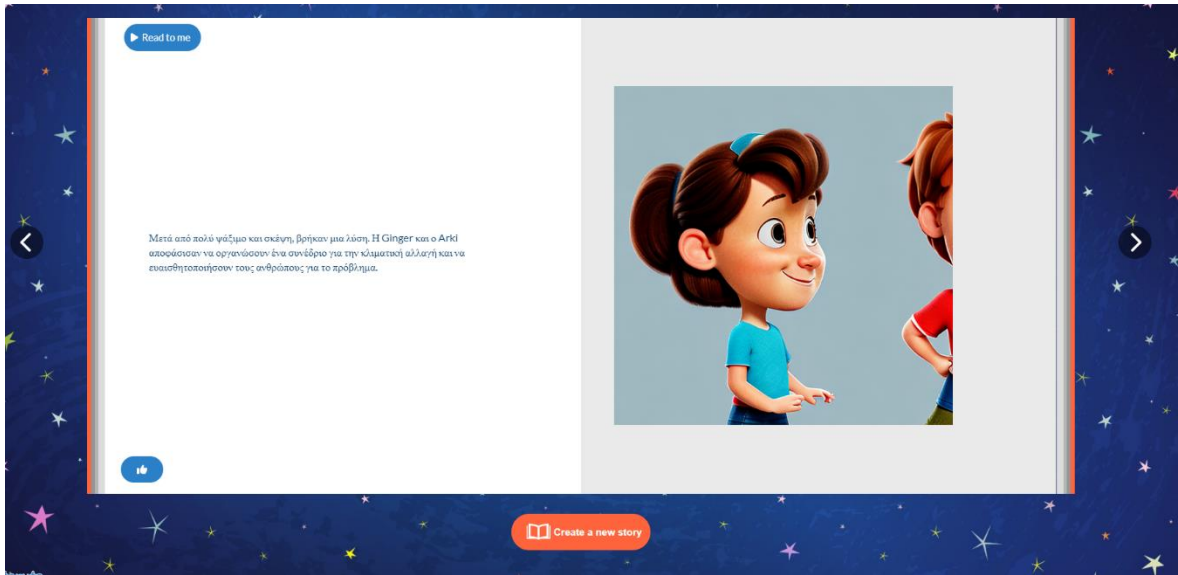 Read to me
Μετά από πολύ ψάξιμο και σκέψη, βρήκαν μια λύση. Η Ginger και ο Arki
αποφάσισαν να οργανώσουν ένα συνέδριο για την κλιματική αλλαγή και να
ευαισθητοποιήσουν τους ανθρώπους για το πρόβλημα.
Create a new story